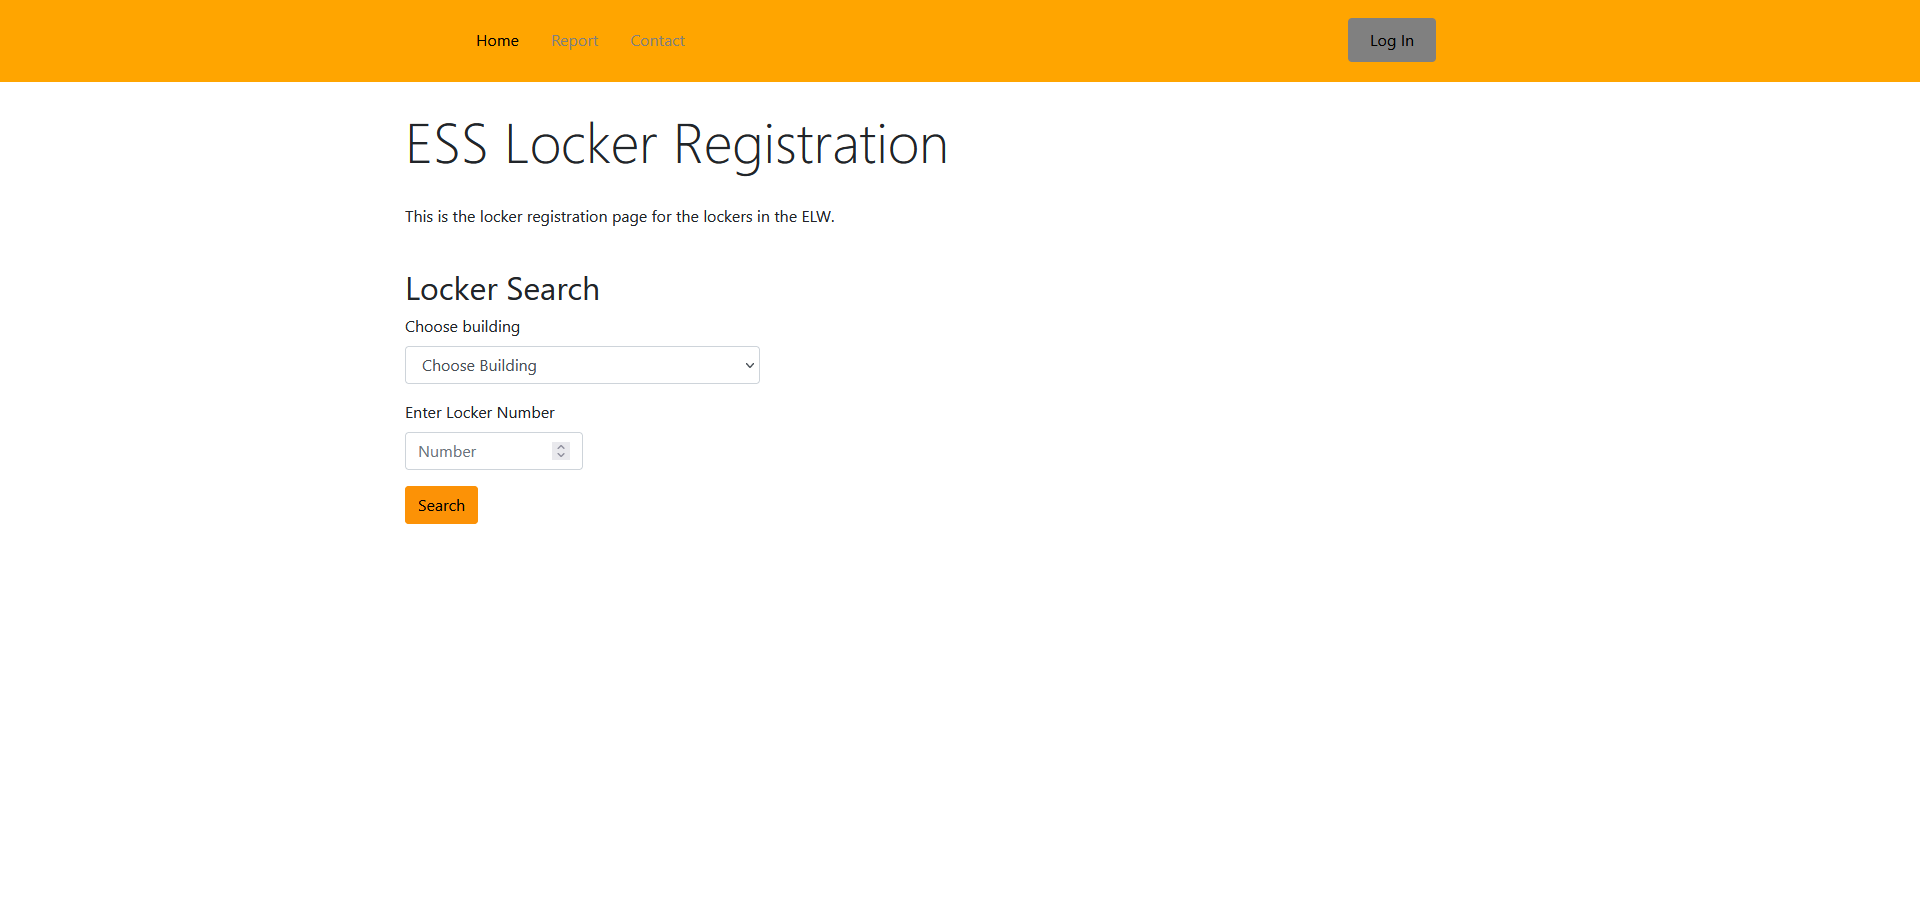 Home Report Contact Log In
ESS Locker Registration
This is the locker registration page for the lockers in the ELW.
Locker Search
Choose building
Choose Building
Enter Locker Number
Number
Search